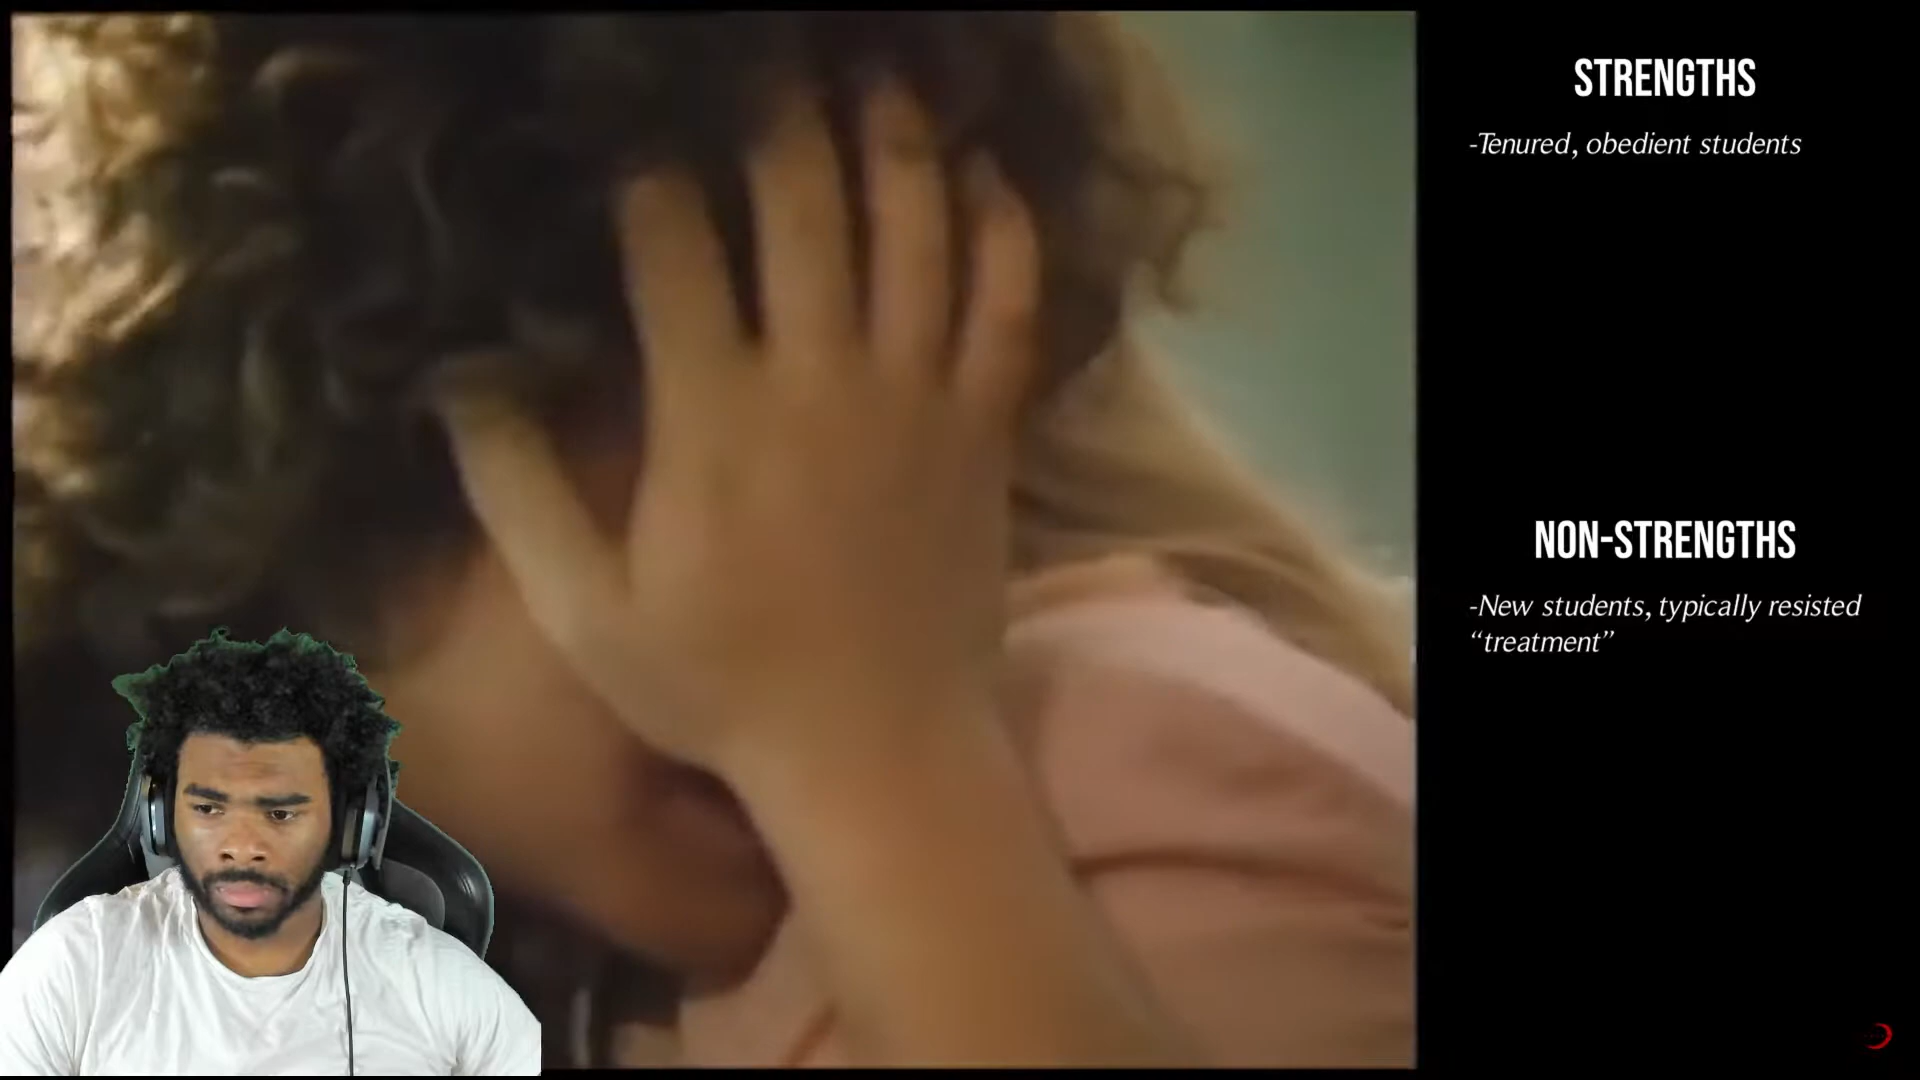 STRENGTHS
-Tenured, obedient students
NON-STRENGTHS
-New students, typically resisted
“treatment”